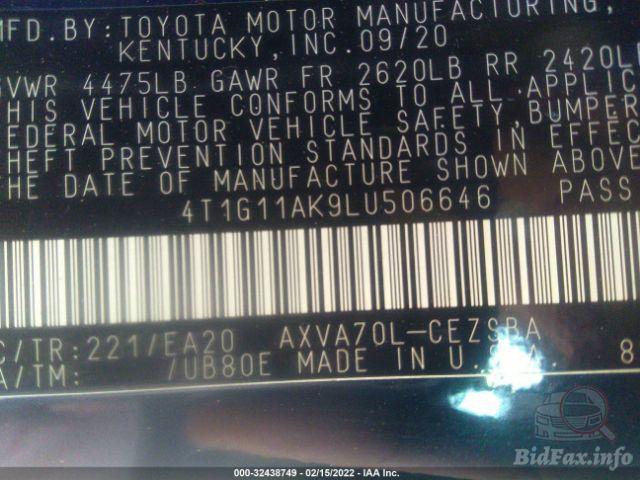 MFD. BY: TOYOTA MOTOR MANUFACTURING,
KENTUCKY, INC. 09/20
GVWR 4475LB GAWR FR 2620LB RR 2420L
THIS VEHICLE CONFORMS TO ALL APPLIC
FEDERAL MOTOR VEHICLE SAFETY, BUMPER
THEFT PREVENTION STANDARDS IN EFFEC
THE DATE OF MANUFACTURE SHOWN ABOVE
4T1G11AK9LU506646 PASS
C/TR:221/EA20 AXVA70L-CEZSBA
A/TM: /UB80E MADE IN U.S.A. 8
000-32438749 - 02/15/2022 - IAA Inc.
BidFax.info